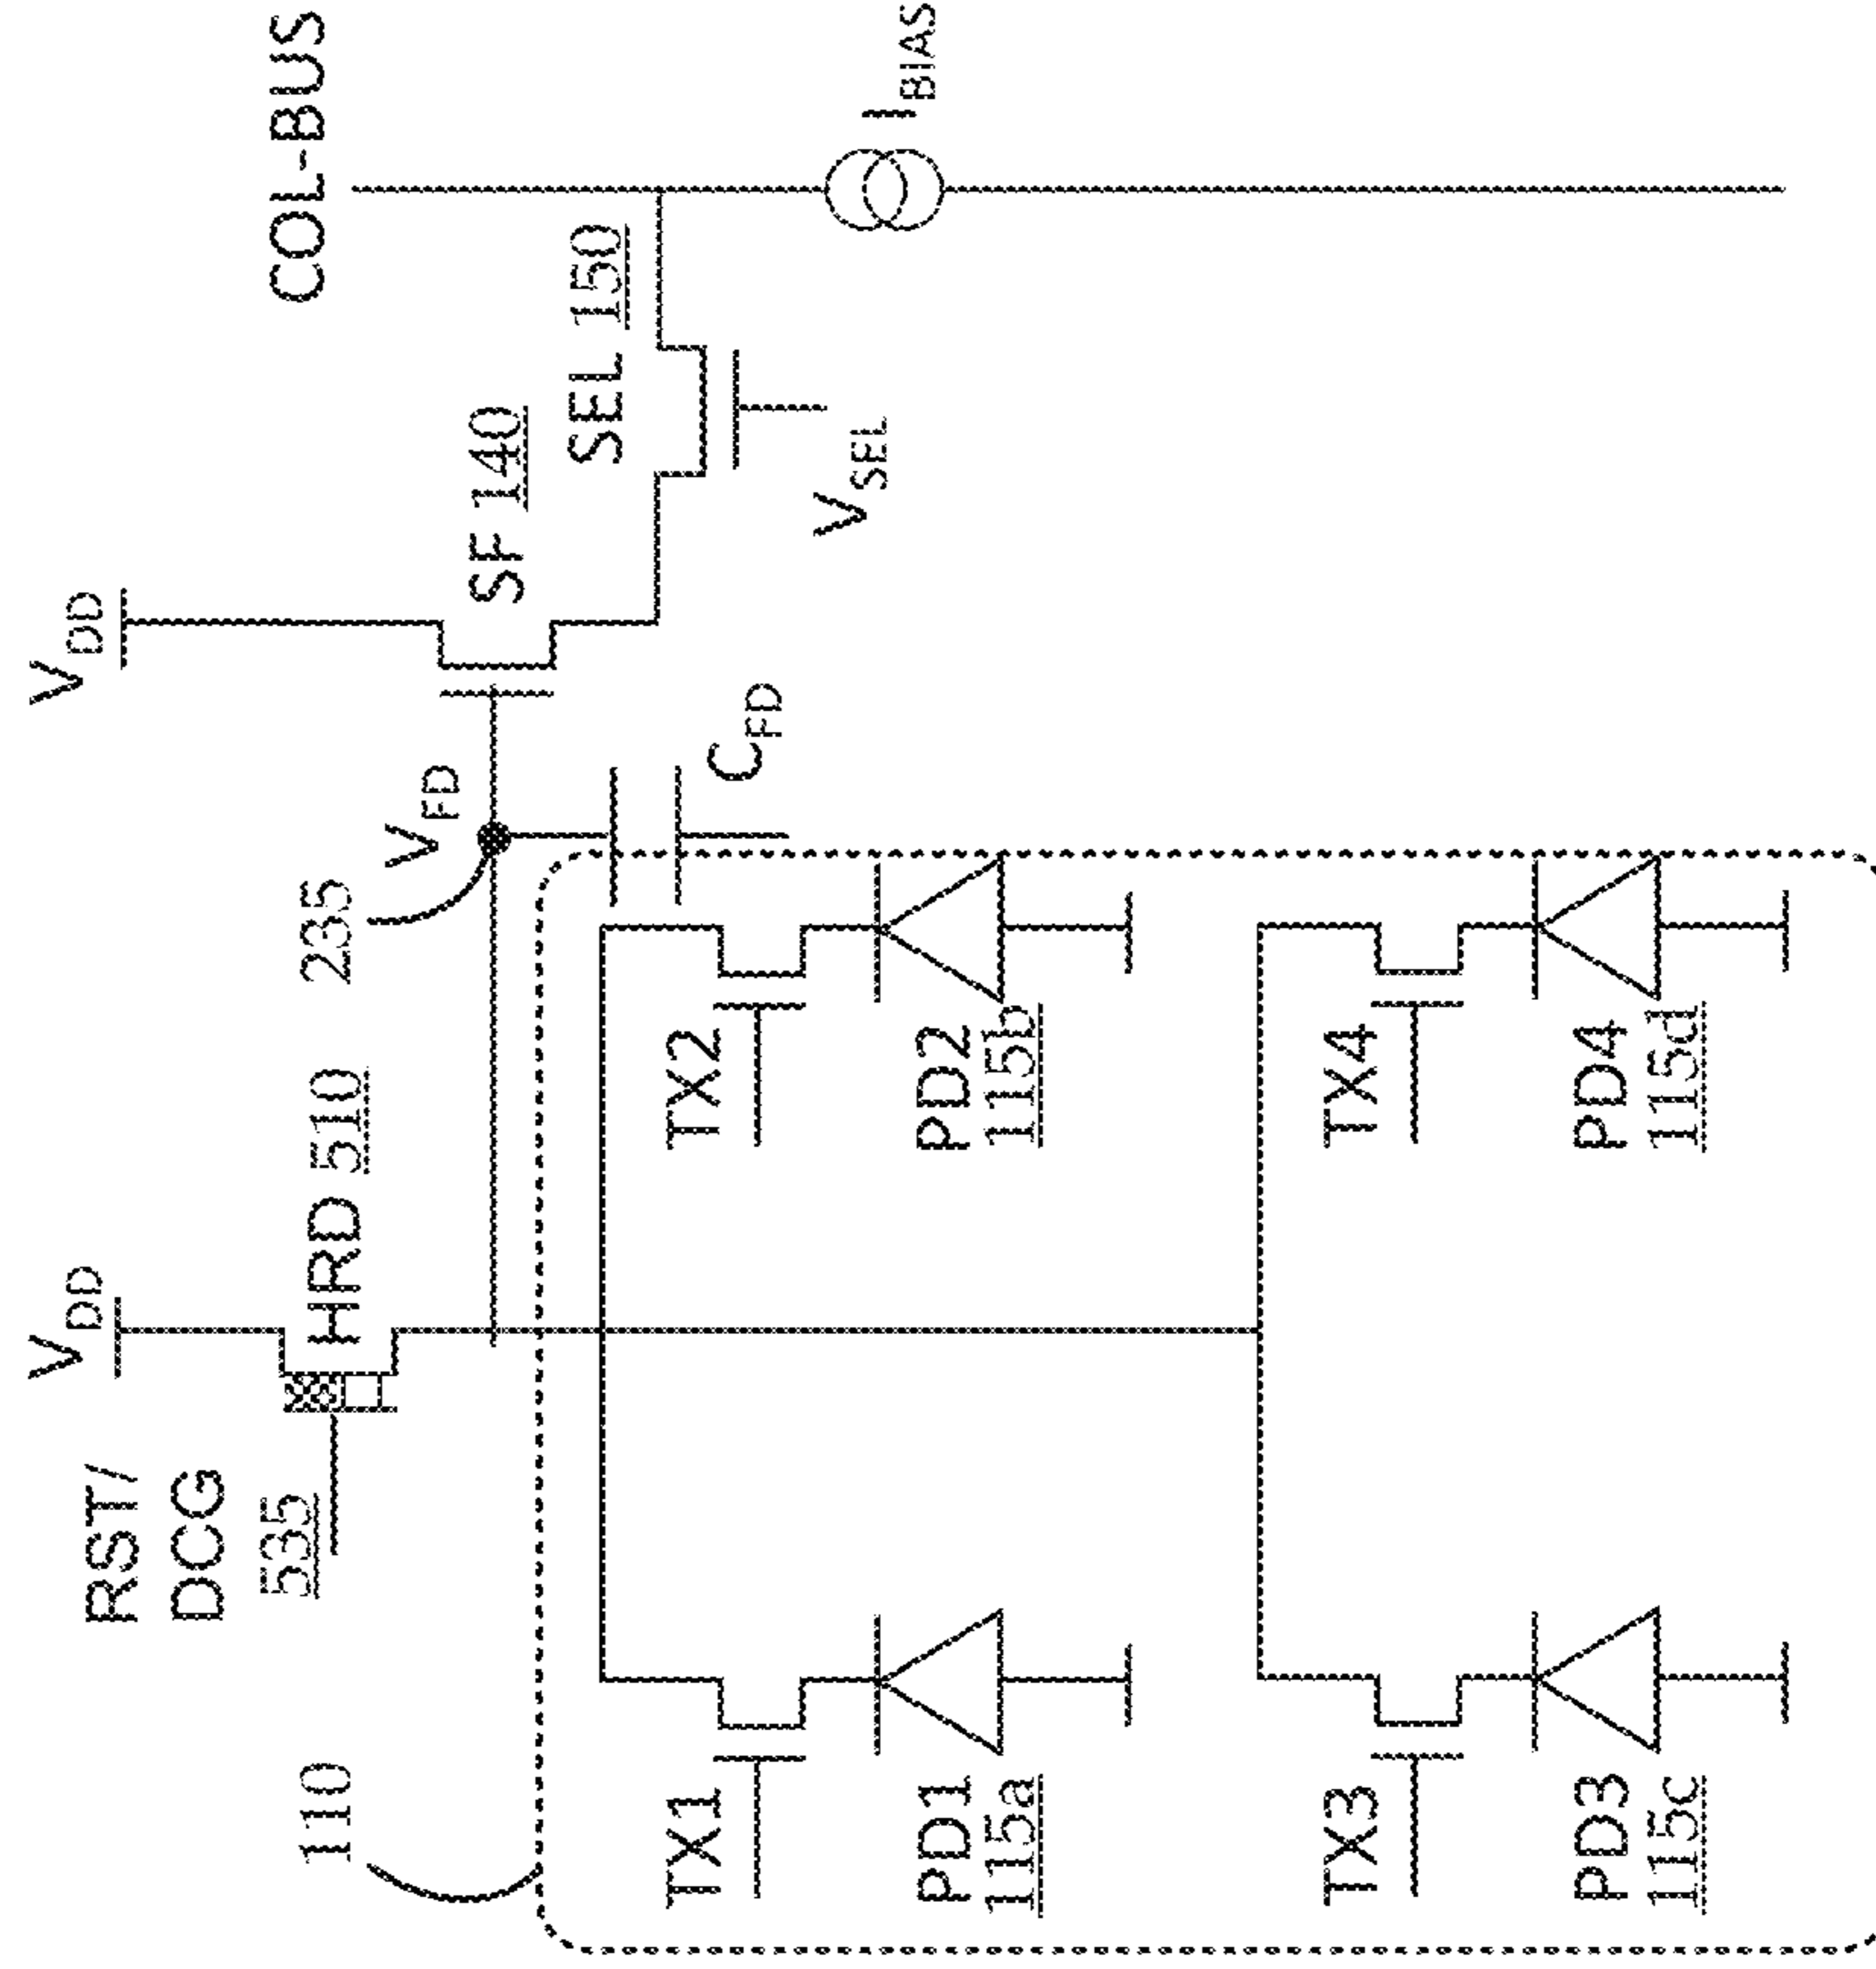 V_DD
V_DD
COL-BUS
RST/
DCG
535
HRD 510
235
V_FD
SF 140
SEL 150
110
C_FD
V_SEL
I_BIAS
TX1
TX2
PD1
115a
PD2
115b
TX3
TX4
PD3
115c
PD4
115d